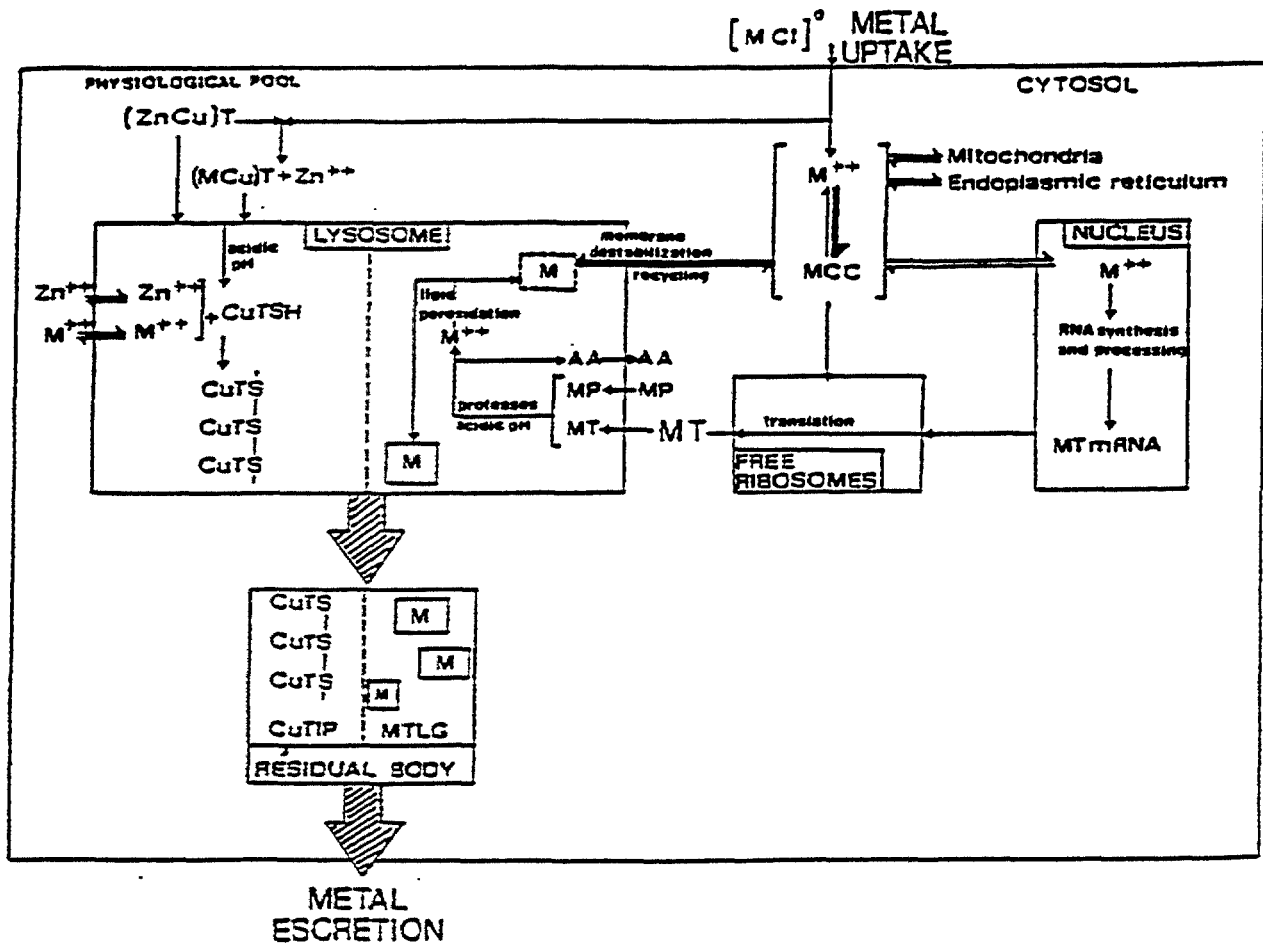 [MCl]° METAL
UPTAKE
PHYSIOLOGICAL POOL
CYTOSOL
(ZnCu)T
(MCu)T+Zn++
M++
Mitochondria
Endoplasmic reticulum
LYSOSOME
NUCLEUS
acidic
pH
membrane
destabilization
recycling
M
MCC
M++
Zn++
Zn++
M++
M++
+CuTSH
lipid
peroxidation
M++
RNA synthesis
and processing
AA
AA
CuTS
MP
MP
proteases
acidic pH
CuTS
MT
MT
translation
MTmRNA
CuTS
M
FREE
RIBOSOMES
CuTS
M
CuTS
M
CuTS
M
CuTIP
MTLG
RESIDUAL BODY
METAL
ESCRETION